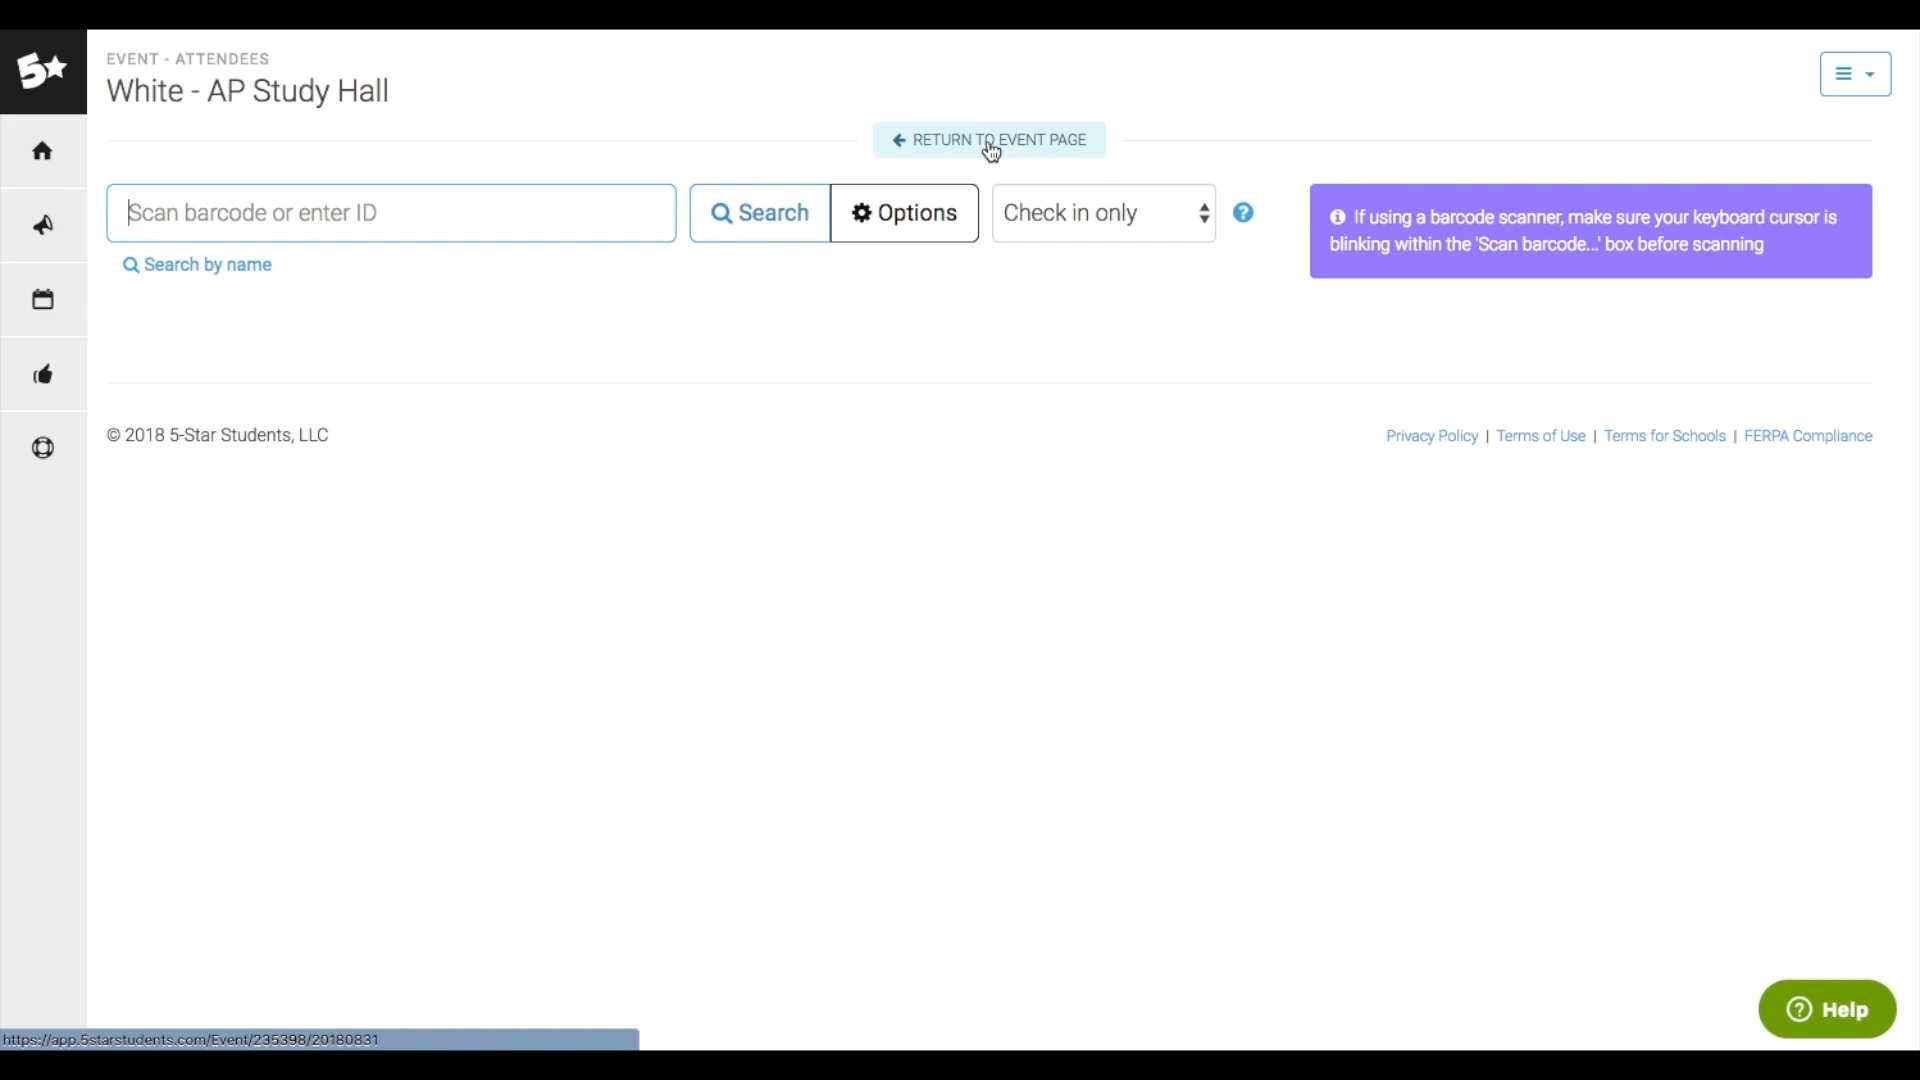 5
EVENT - ATTENDEES
White - AP Study Hall
RETURN TO EVENT PAGE
Scan barcode or enter ID
Search
Options
Check in only
?
If using a barcode scanner, make sure your keyboard cursor is
blinking within the 'Scan barcode...' box before scanning
Search by name
© 2018 5-Star Students, LLC
Privacy Policy | Terms of Use | Terms for Schools | FERPA Compliance
? Help
https://app.5starstudents.com/Event/235398/20180831